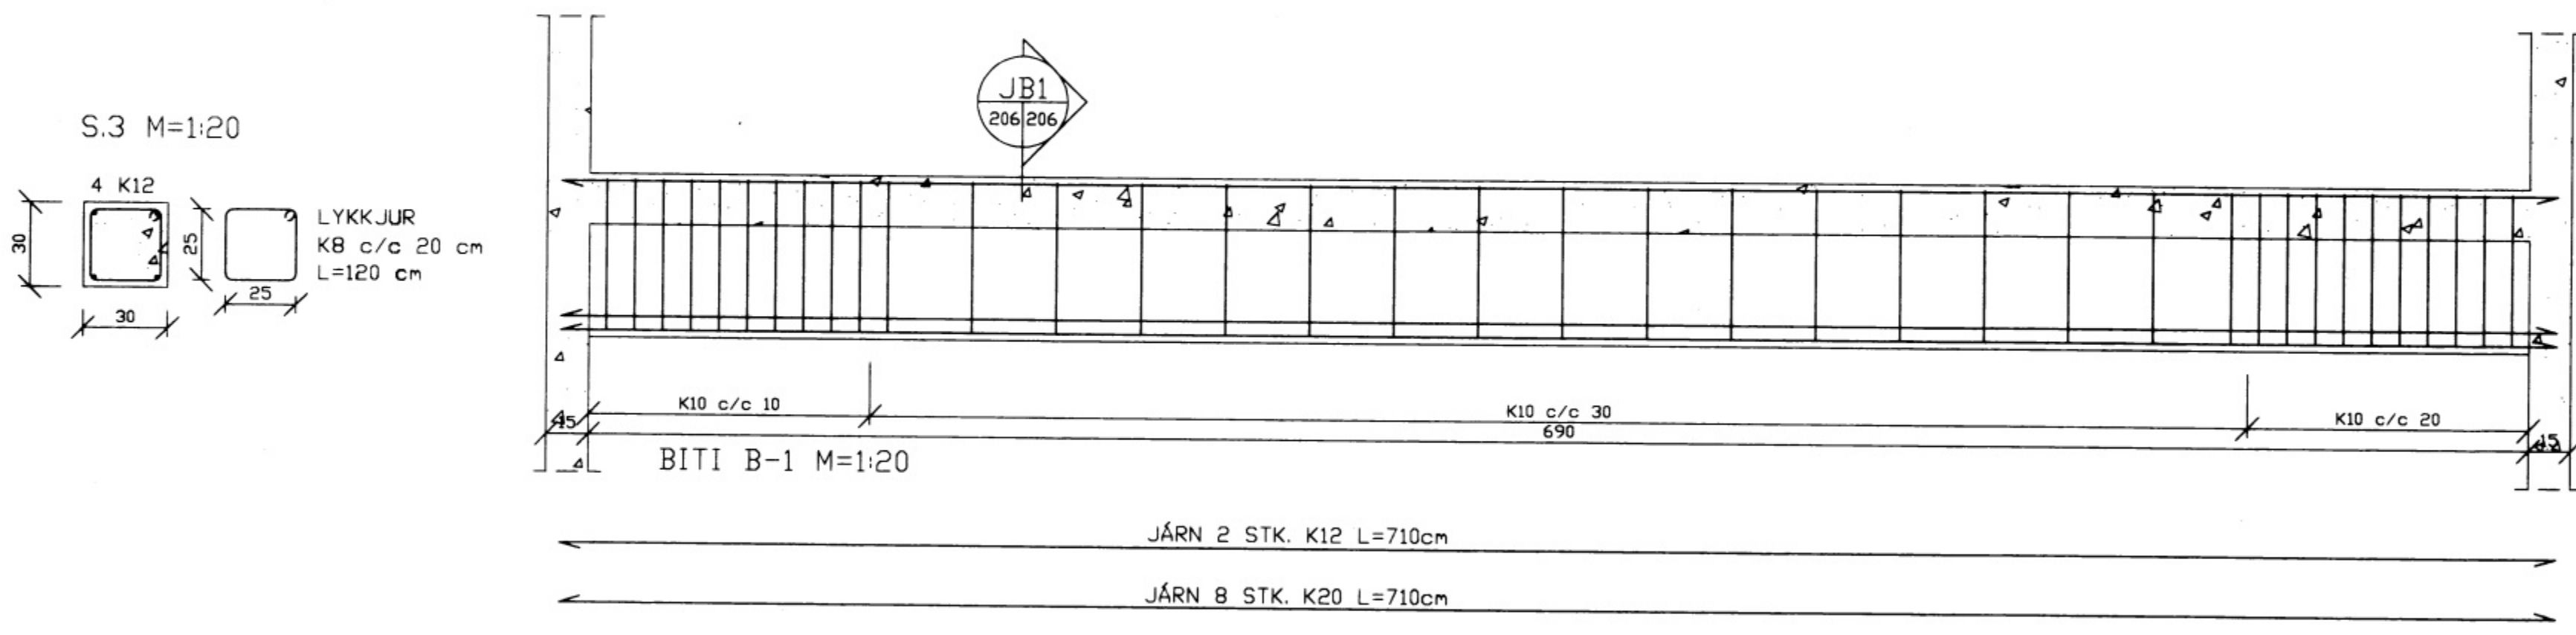 S.3 M=1:20
4 K12
30
30
25
25
LYKKJUR
K8 c/c 20 cm
L=120 cm
JB1
206 206
K10 c/c 10
K10 c/c 30
K10 c/c 20
15
690
15
BITI B-1 M=1:20
JÁRN 2 STK. K12 L=710cm
JÁRN 8 STK. K20 L=710cm